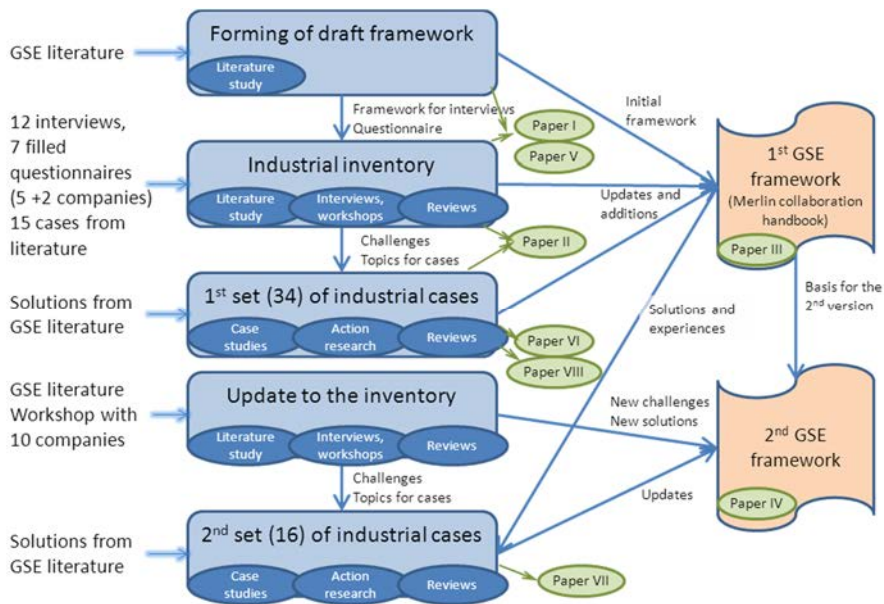 Forming of draft framework
GSE literature
Literature
study
Framework for interviews
Questionnaire
Initial
framework
Paper I
Paper V
12 interviews,
7 filled
questionnaires
(5 +2 companies)
15 cases from
literature
Industrial inventory
Literature
study
Interviews,
workshops
Reviews
Updates and
additions
1st GSE
framework
(Merlin collaboration
handbook)
Paper III
Challenges
Topics for cases
Paper II
Solutions from
GSE literature
1st set (34) of industrial cases
Case
studies
Action
research
Reviews
Paper VI
Paper VIII
Solutions and
experiences
Basis for the
2nd version
GSE literature
Workshop with
10 companies
Update to the inventory
Literature
study
Interviews,
workshops
Reviews
New challenges
New solutions
2nd GSE
framework
Paper IV
Challenges
Topics for cases
Updates
Solutions from
GSE literature
2nd set (16) of industrial cases
Case
studies
Action
research
Reviews
Paper VII